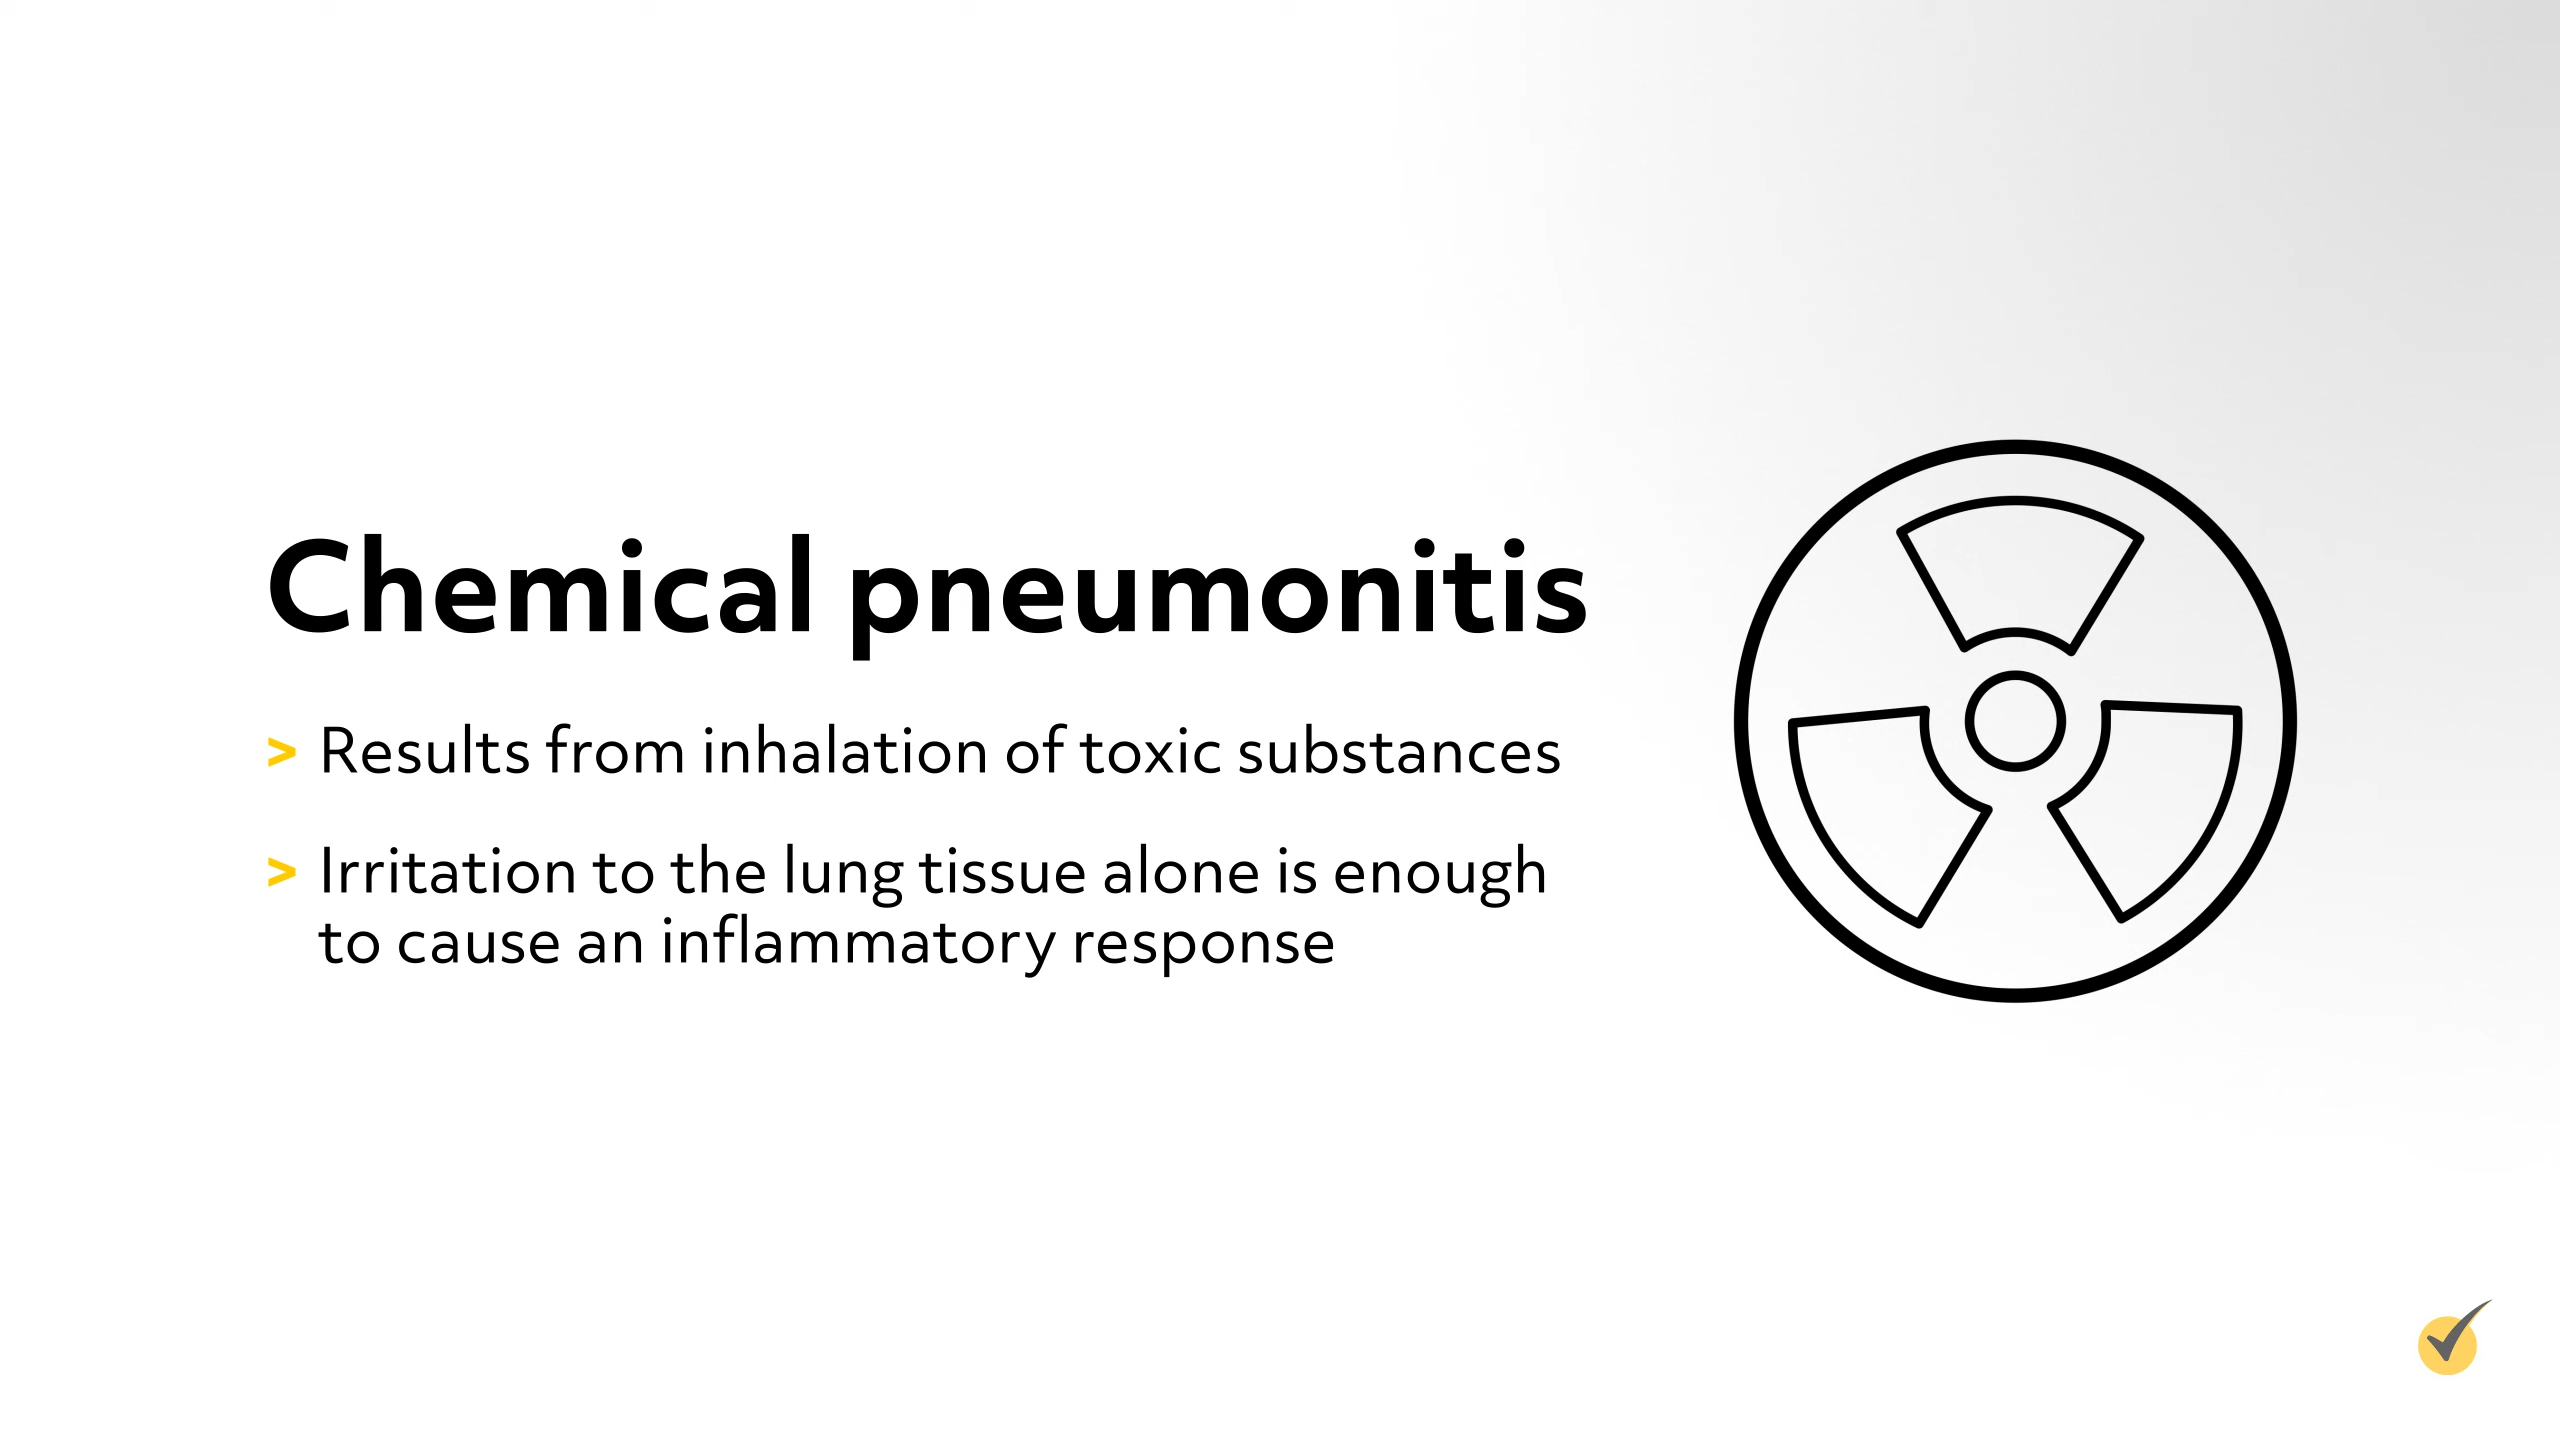 Chemical pneumonitis
> Results from inhalation of toxic substances
> Irritation to the lung tissue alone is enough
to cause an inflammatory response